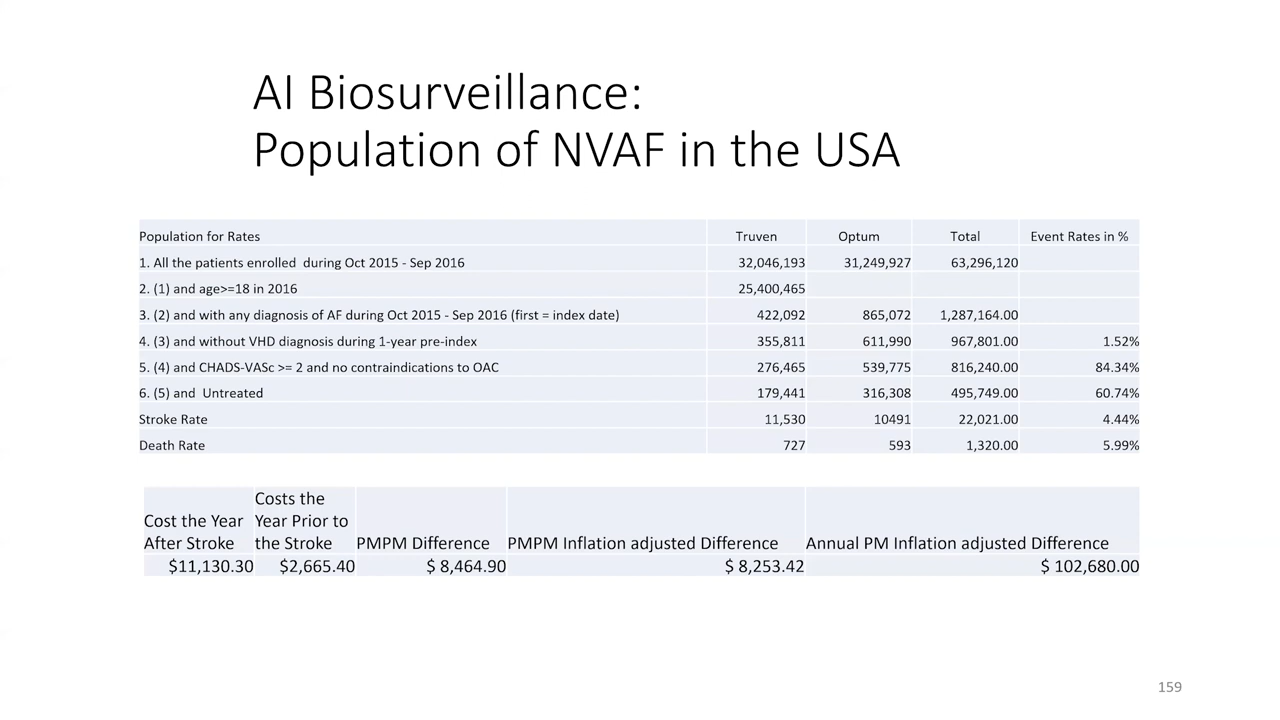 AI Biosurveillance:
Population of NVAF in the USA
Population for Rates Truven Optum Total Event Rates in %
1. All the patients enrolled during Oct 2015 - Sep 2016 32,046,193 31,249,927 63,296,120
2. (1) and age>=18 in 2016 25,400,465
3. (2) and with any diagnosis of AF during Oct 2015 - Sep 2016 (first = index date) 422,092 865,072 1,287,164.00
4. (3) and without VHD diagnosis during 1-year pre-index 355,811 611,990 967,801.00 1.52%
5. (4) and CHADS-VASc >= 2 and no contraindications to OAC 276,465 539,775 816,240.00 84.34%
6. (5) and Untreated 179,441 316,308 495,749.00 60.74%
Stroke Rate 11,530 10491 22,021.00 4.44%
Death Rate 727 593 1,320.00 5.99%
Costs the
Cost the Year Year Prior to
After Stroke the Stroke PMPM Difference PMPM Inflation adjusted Difference Annual PM Inflation adjusted Difference
$11,130.30 $2,665.40 $ 8,464.90 $ 8,253.42 $ 102,680.00
159